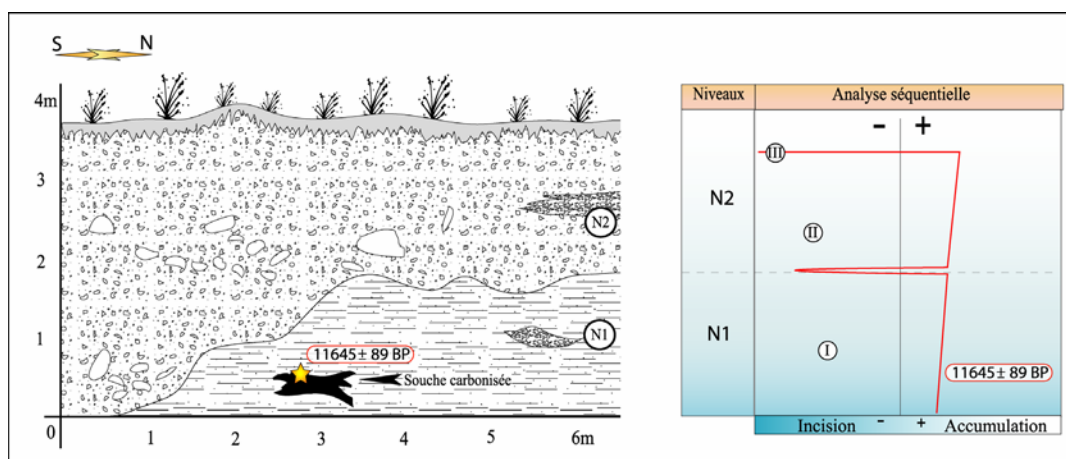 S N
4m
3
2
1
0
1 2 3 4 5 6m
N2
N1
11645± 89 BP
Souche carbonisée
Niveaux Analyse séquentielle
- +
III
N2
II
N1
I
11645± 89 BP
Incision - + Accumulation